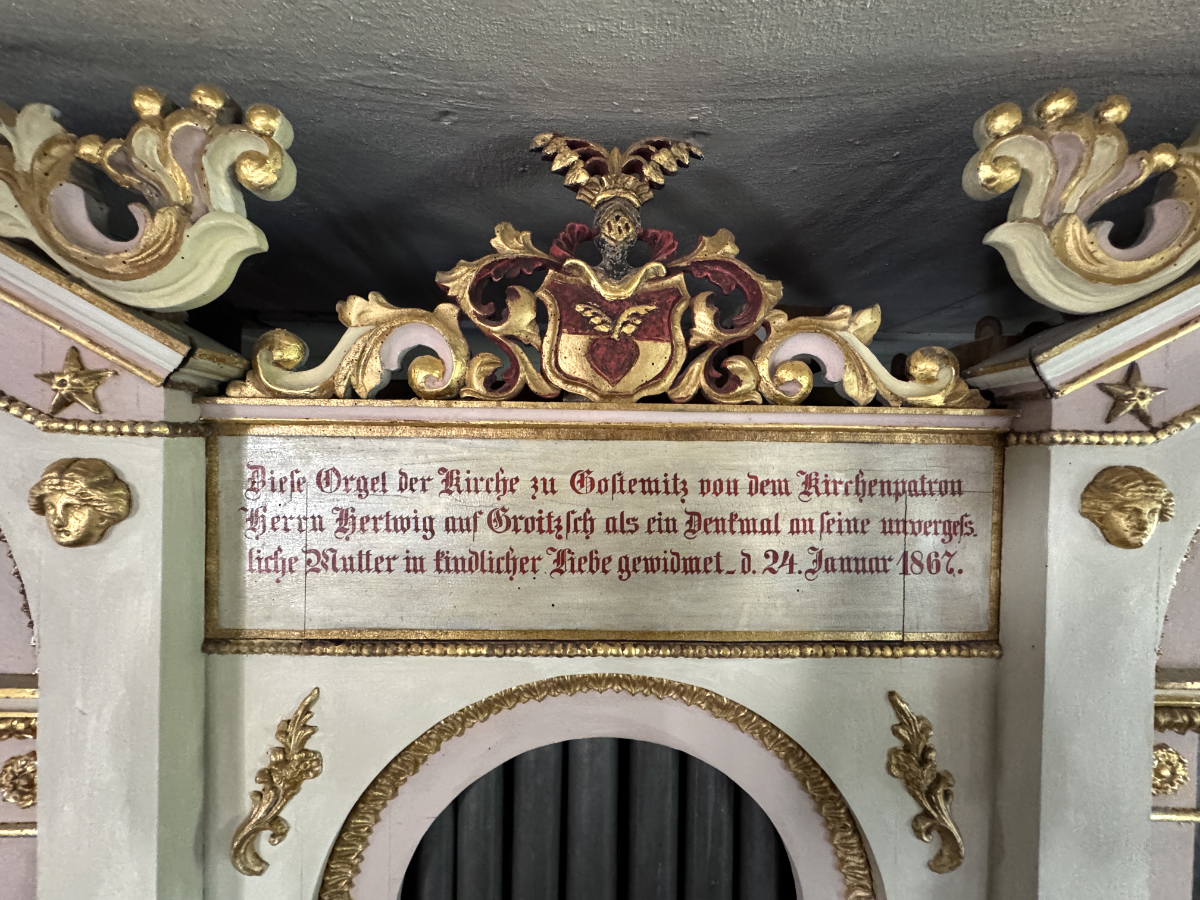 Dieſe Orgel der Kirche zu Goſtemitz von dem Kirchenpatron
Herrn Hertwig auf Groitzſch als ein Denkmal an ſeine unvergeſs.
liche Mutter in kindlicher Liebe gewidmet_ d. 24. Januar 1867.